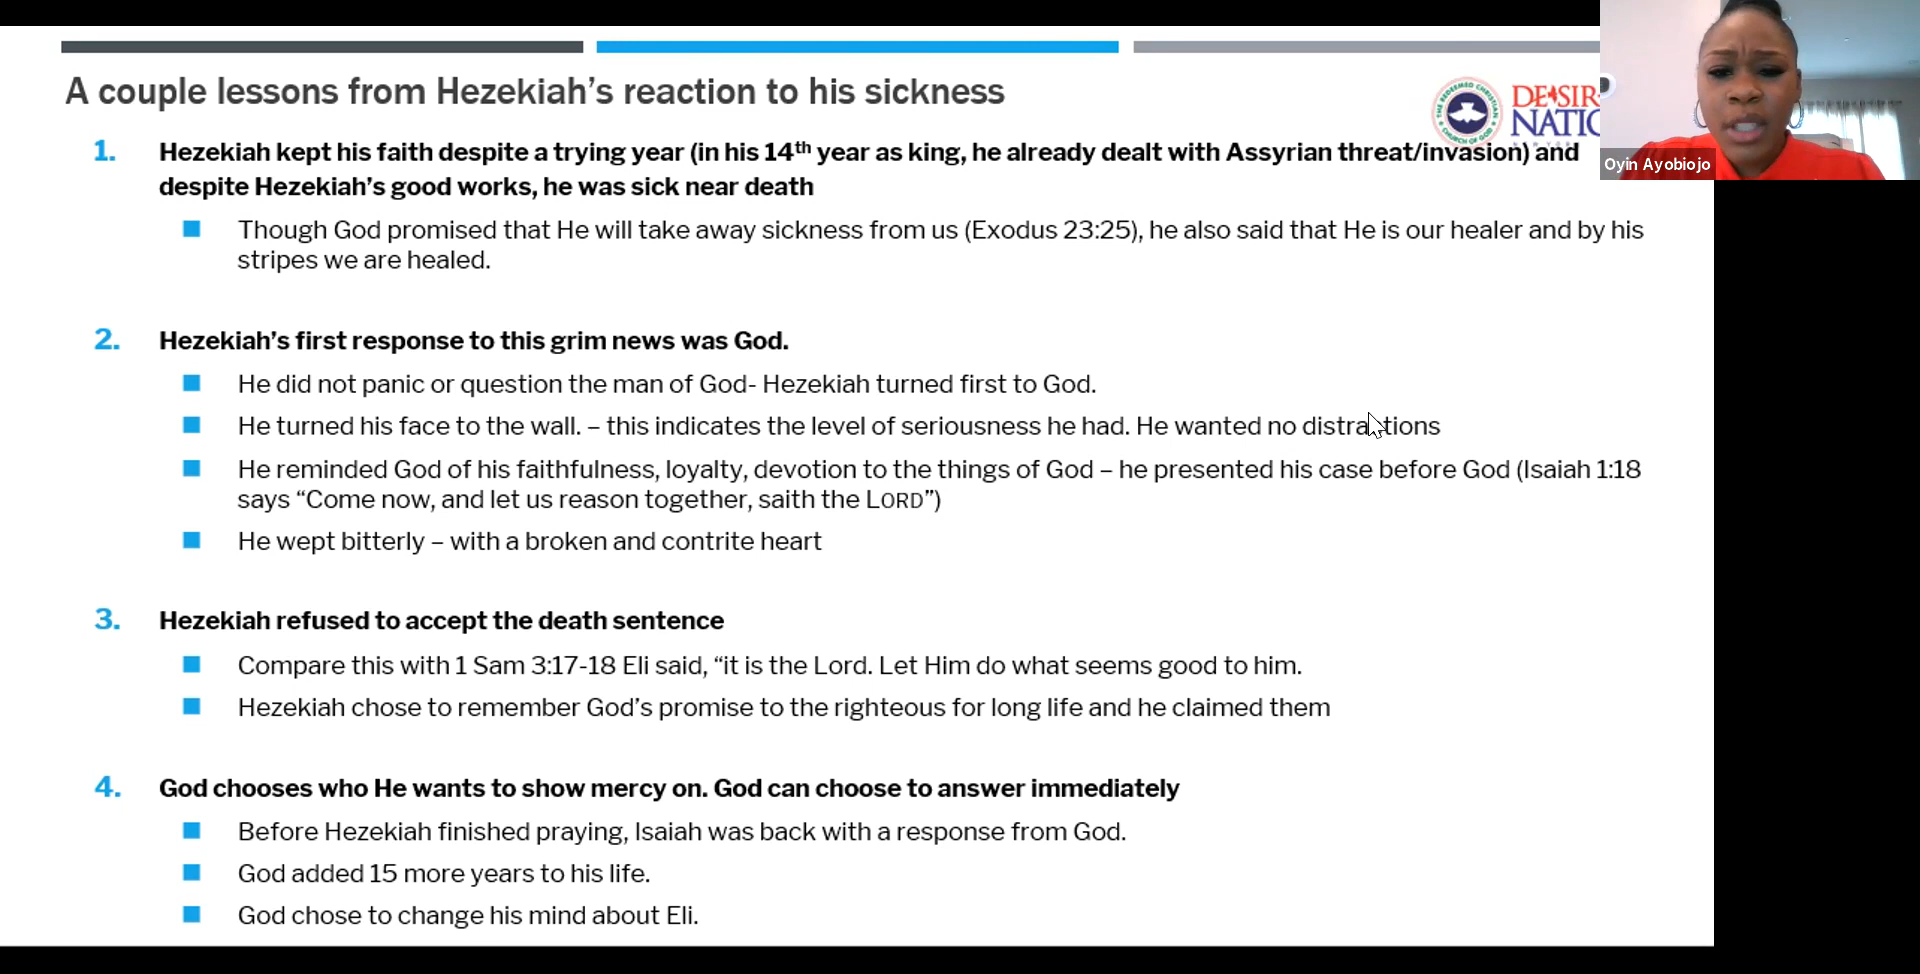 A couple lessons from Hezekiah's reaction to his sickness
THE REDEEMED CHRISTIAN CHURCH OF GOD
DESIR
NATIO
Oyin Ayobiojo
1. Hezekiah kept his faith despite a trying year (in his 14th year as king, he already dealt with Assyrian threat/invasion) and
despite Hezekiah's good works, he was sick near death
Though God promised that He will take away sickness from us (Exodus 23:25), he also said that He is our healer and by his
stripes we are healed.
2. Hezekiah's first response to this grim news was God.
He did not panic or question the man of God- Hezekiah turned first to God.
He turned his face to the wall. – this indicates the level of seriousness he had. He wanted no distractions
He reminded God of his faithfulness, loyalty, devotion to the things of God – he presented his case before God (Isaiah 1:18
says “Come now, and let us reason together, saith the LORD”)
He wept bitterly – with a broken and contrite heart
3. Hezekiah refused to accept the death sentence
Compare this with 1 Sam 3:17-18 Eli said, “it is the Lord. Let Him do what seems good to him.
Hezekiah chose to remember God's promise to the righteous for long life and he claimed them
4. God chooses who He wants to show mercy on. God can choose to answer immediately
Before Hezekiah finished praying, Isaiah was back with a response from God.
God added 15 more years to his life.
God chose to change his mind about Eli.